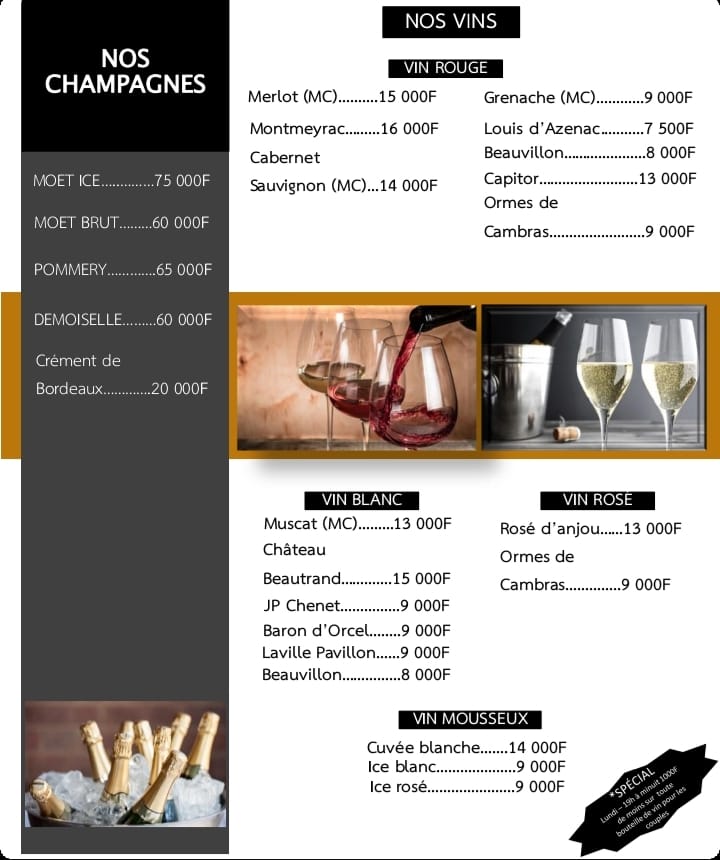 NOS
CHAMPAGNES
MOET ICE..............75 000F
MOET BRUT.........60 000F
POMMERY.............65 000F
DEMOISELLE.........60 000F
Crément de
Bordeaux.............20 000F
NOS VINS
VIN ROUGE
Merlot (MC)..........15 000F
Montmeyrac.........16 000F
Cabernet
Sauvignon (MC)...14 000F
Grenache (MC)............9 000F
Louis d'Azenac...........7 500F
Beauvillon.....................8 000F
Capitor.........................13 000F
Ormes de
Cambras........................9 000F
VIN BLANC
Muscat (MC).........13 000F
Château
Beautrand.............15 000F
JP Chenet...............9 000F
Baron d'Orcel........9 000F
Laville Pavillon......9 000F
Beauvillon...............8 000F
VIN ROSÉ
Rosé d'anjou......13 000F
Ormes de
Cambras..............9 000F
VIN MOUSSEUX
Cuvée blanche.......14 000F
Ice blanc....................9 000F
Ice rosé......................9 000F
*SPÉCIAL
Lundi – 19h à minuit 1000F
de moins sur toute
bouteille de vin pour les
couples